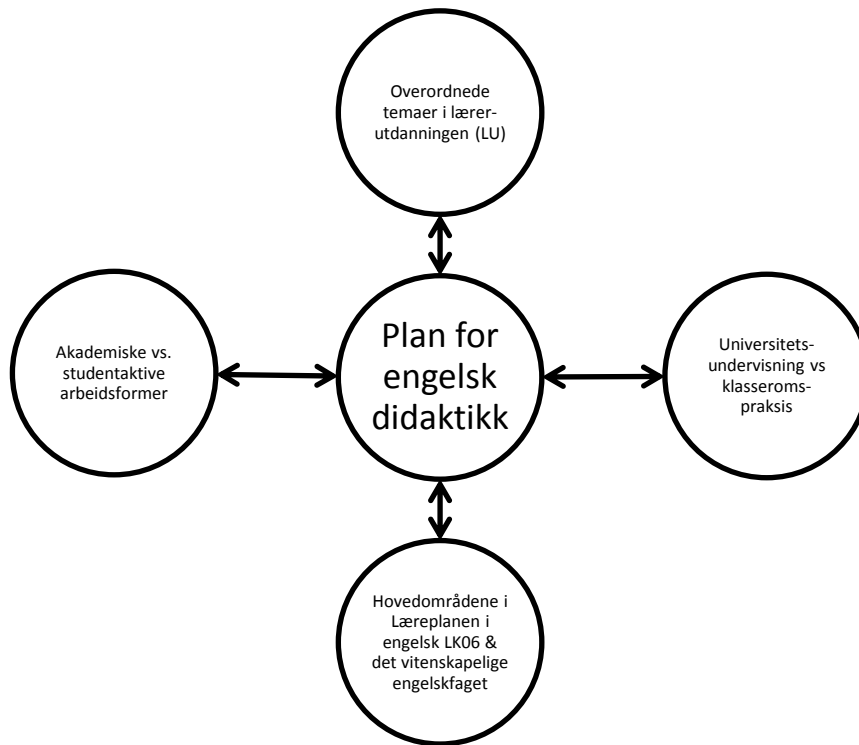 Overordnede
temaer i lærer-
utdanningen (LU)
Akademiske vs.
studentaktive
arbeidsformer
Plan for
engelsk
didaktikk
Universitets-
undervisning vs
klasseroms-
praksis
Hovedområdene i
Læreplanen i
engelsk LK06 &
det vitenskapelige
engelskfaget